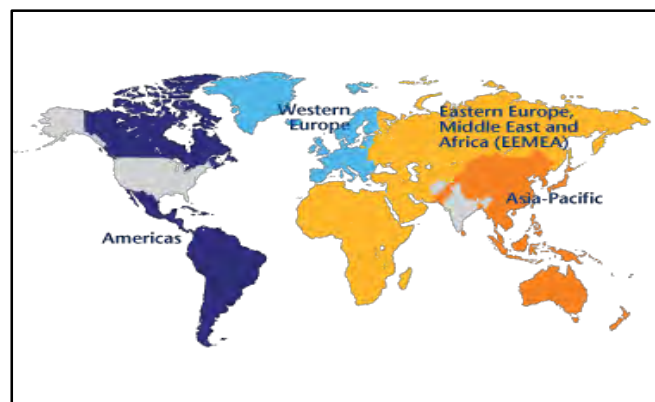 Western
Europe
Eastern Europe,
Middle East and
Africa (EEMEA)
Asia-Pacific
Americas